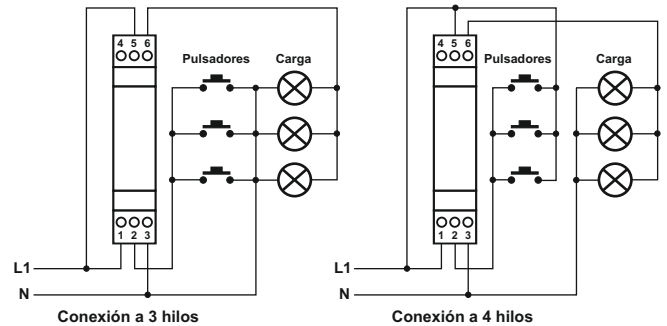 4 5 6
Pulsadores Carga
1 2 3
L1
N
Conexión a 3 hilos
4 5 6
Pulsadores Carga
1 2 3
L1
N
Conexión a 4 hilos